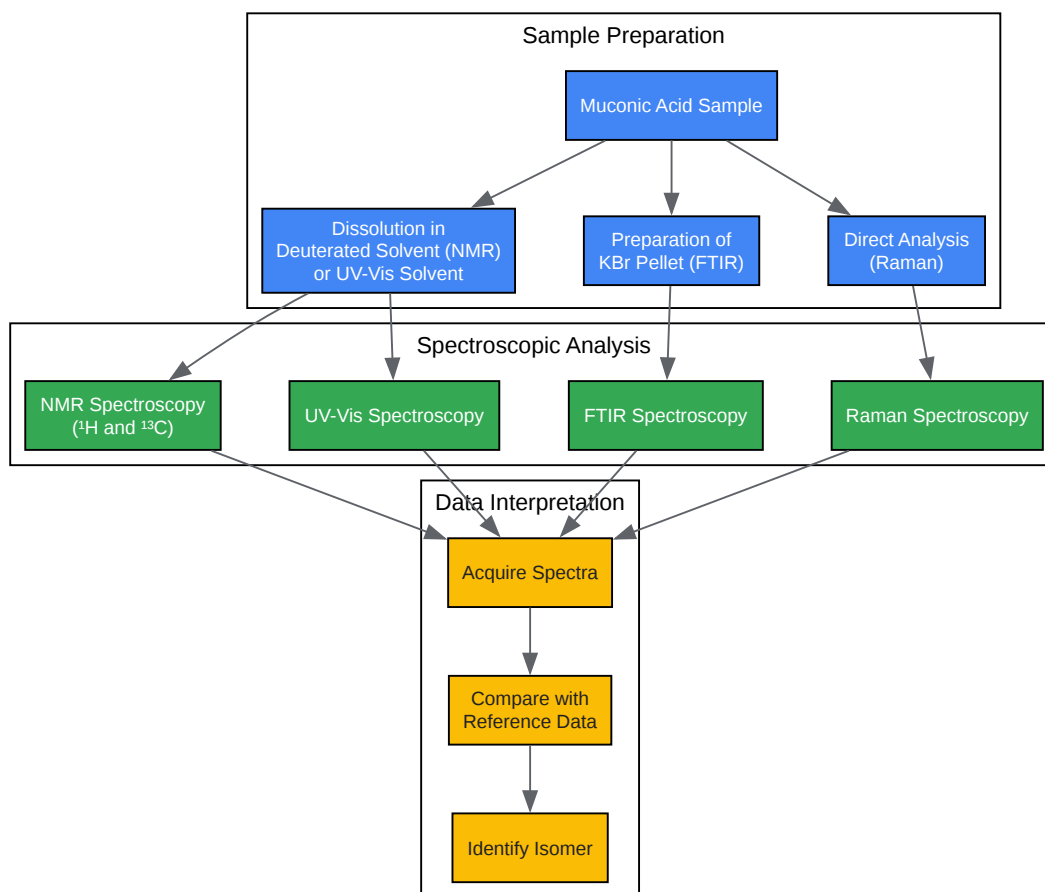 Sample Preparation
Muconic Acid Sample
Dissolution in
Deuterated Solvent (NMR)
or UV-Vis Solvent
Preparation of
KBr Pellet (FTIR)
Direct Analysis
(Raman)
Spectroscopic Analysis
NMR Spectroscopy
(¹H and ¹³C)
UV-Vis Spectroscopy
FTIR Spectroscopy
Raman Spectroscopy
Data Interpretation
Acquire Spectra
Compare with
Reference Data
Identify Isomer